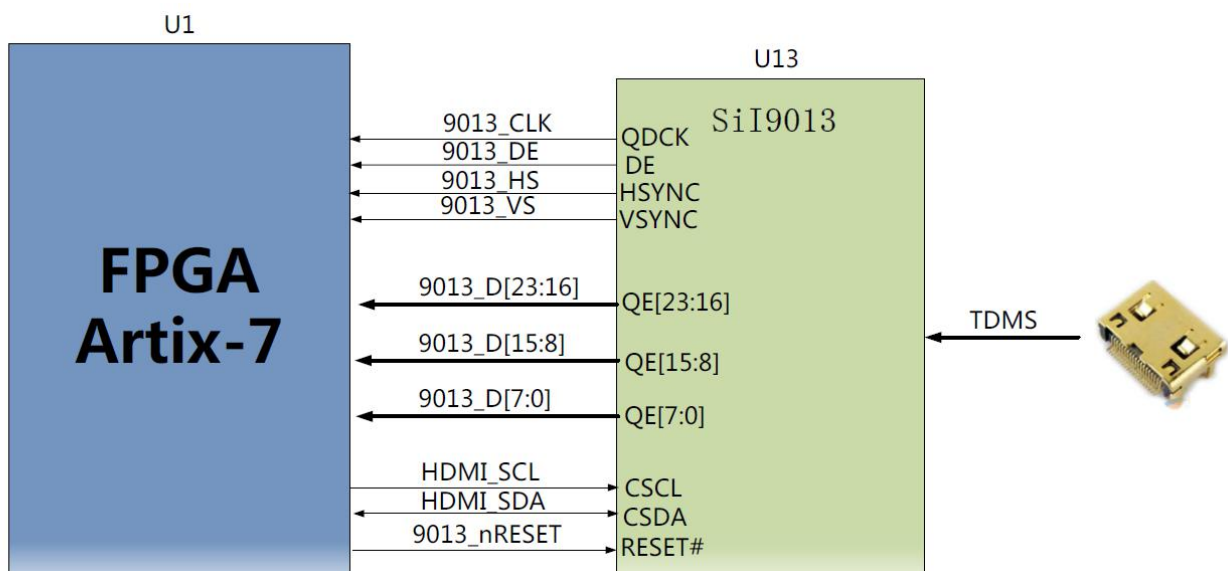 U1
U13
SiI9013
9013_CLK
QDCK
9013_DE
DE
9013_HS
HSYNC
9013_VS
VSYNC
FPGA
Artix-7
9013_D[23:16]
QE[23:16]
TDMS
9013_D[15:8]
QE[15:8]
9013_D[7:0]
QE[7:0]
HDMI_SCL
CSCL
HDMI_SDA
CSDA
9013_nRESET
RESET#